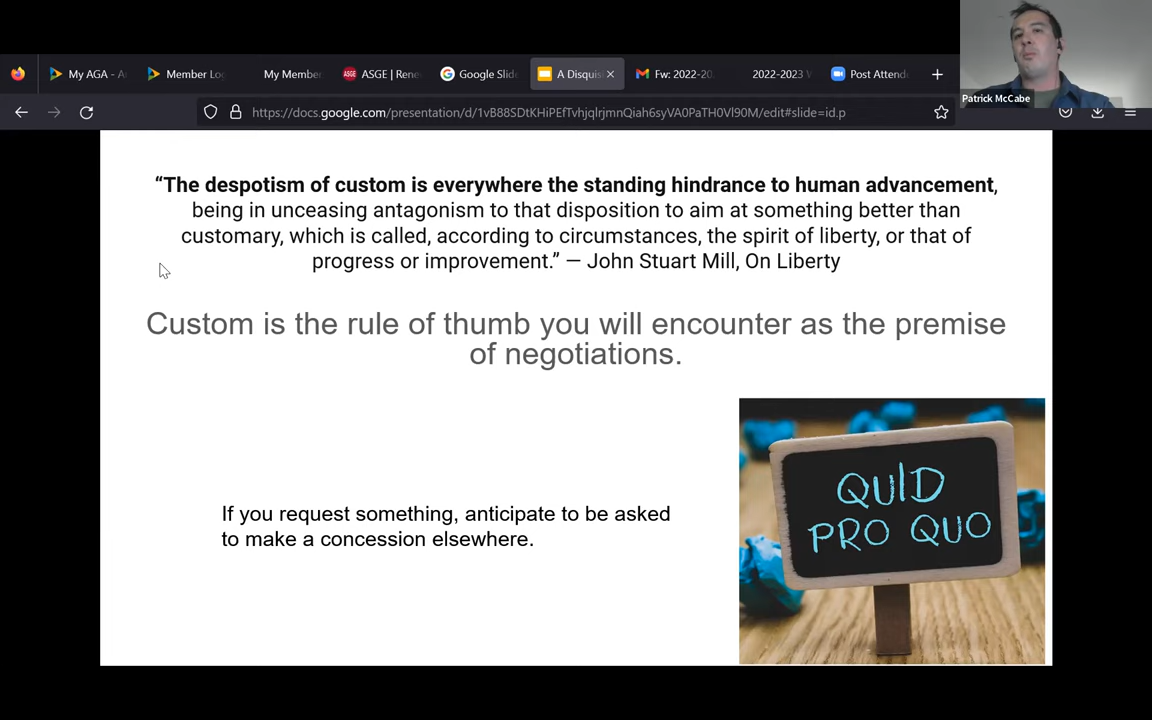 My AGA - A
Member Lo
My Member
ASGE | Rene
Google Slid
A Disquis
Fw: 2022-20
2022-2023 W
Post Attend
Patrick McCabe
https://docs.google.com/presentation/d/1vB88SDtKHiPEfTvhjqlrjmnQiah6syVA0PaTH0Vl90M/edit#slide=id.p
“The despotism of custom is everywhere the standing hindrance to human advancement,
being in unceasing antagonism to that disposition to aim at something better than
customary, which is called, according to circumstances, the spirit of liberty, or that of
progress or improvement.” — John Stuart Mill, On Liberty
Custom is the rule of thumb you will encounter as the premise
of negotiations.
If you request something, anticipate to be asked
to make a concession elsewhere.
QUID
PRO QUO